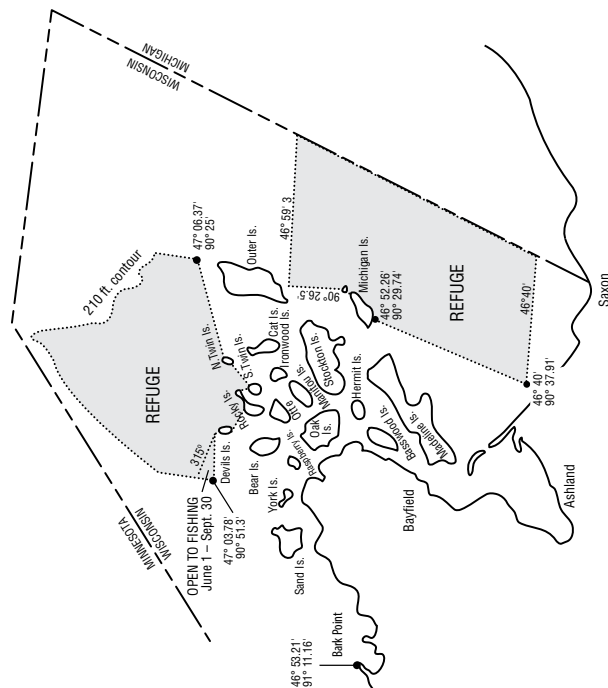 MICHIGAN
WISCONSIN
MINNESOTA
WISCONSIN
210 ft. contour
REFUGE
47° 06.37'
90° 25'
315°
OPEN TO FISHING
June 1 – Sept. 30
47° 03.78'
90° 51.3'
Devils Is.
Rocky Is.
N.Twin Is.
S.Twin Is.
Outer Is.
Cat Is.
Ironwood Is.
46° 59' 3
90° 26.5'
Bear Is.
Otte
Manitou Is.
Stockton Is.
Raspberry Is.
Oak
Is.
York Is.
Sand Is.
Michigan Is.
46° 52.26'
90° 29.74'
REFUGE
Hermit Is.
Basswood Is.
Madeline Is.
46°40'
46° 40'
90° 37.91'
Bayfield
Bark Point
46° 53.21'
91° 11.16'
Ashland
Saxon